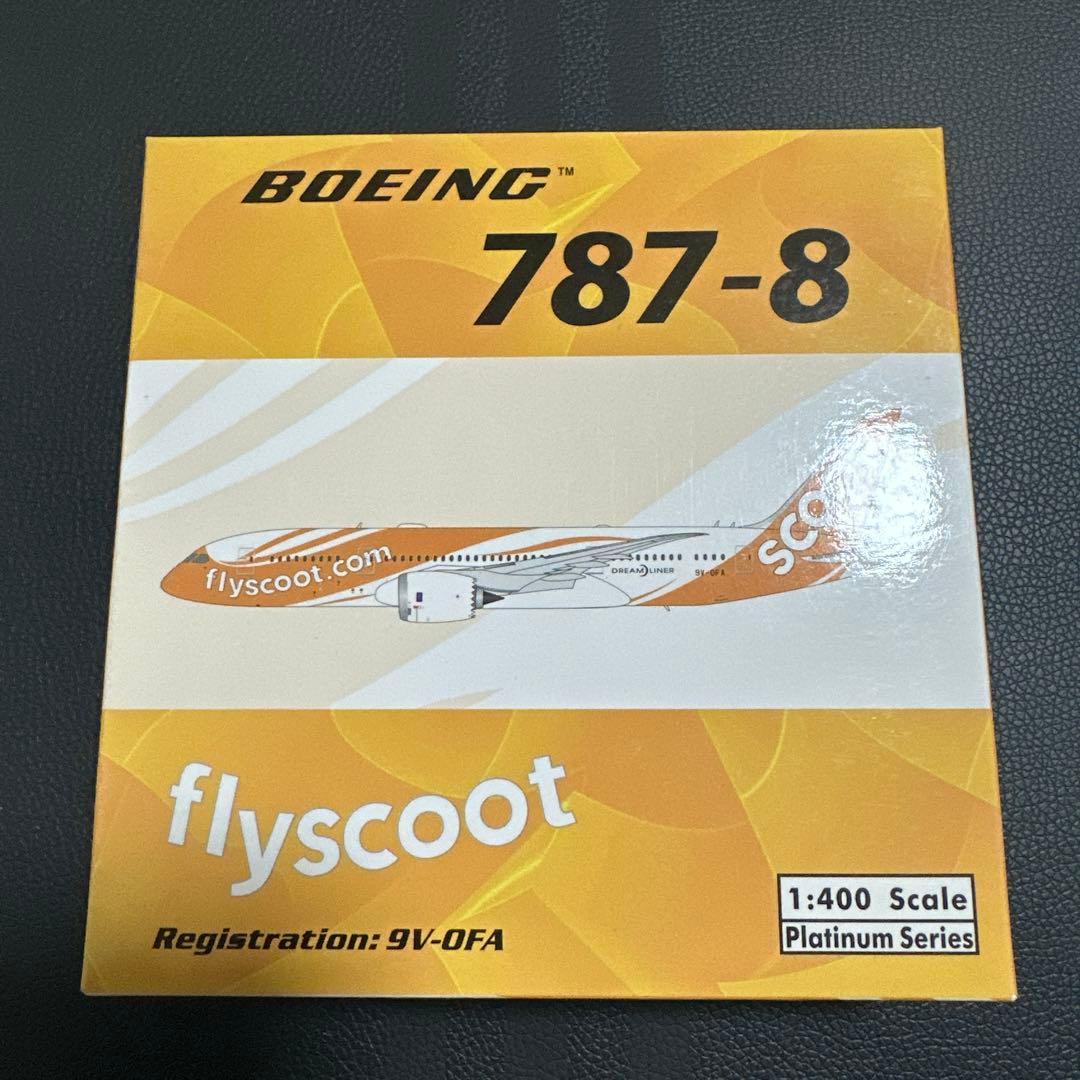 BOEING™
787-8
flyscoot.com
DREAMLINER
9V-OFA
sco
flyscoot
Registration: 9V-OFA
1:400 Scale
Platinum Series